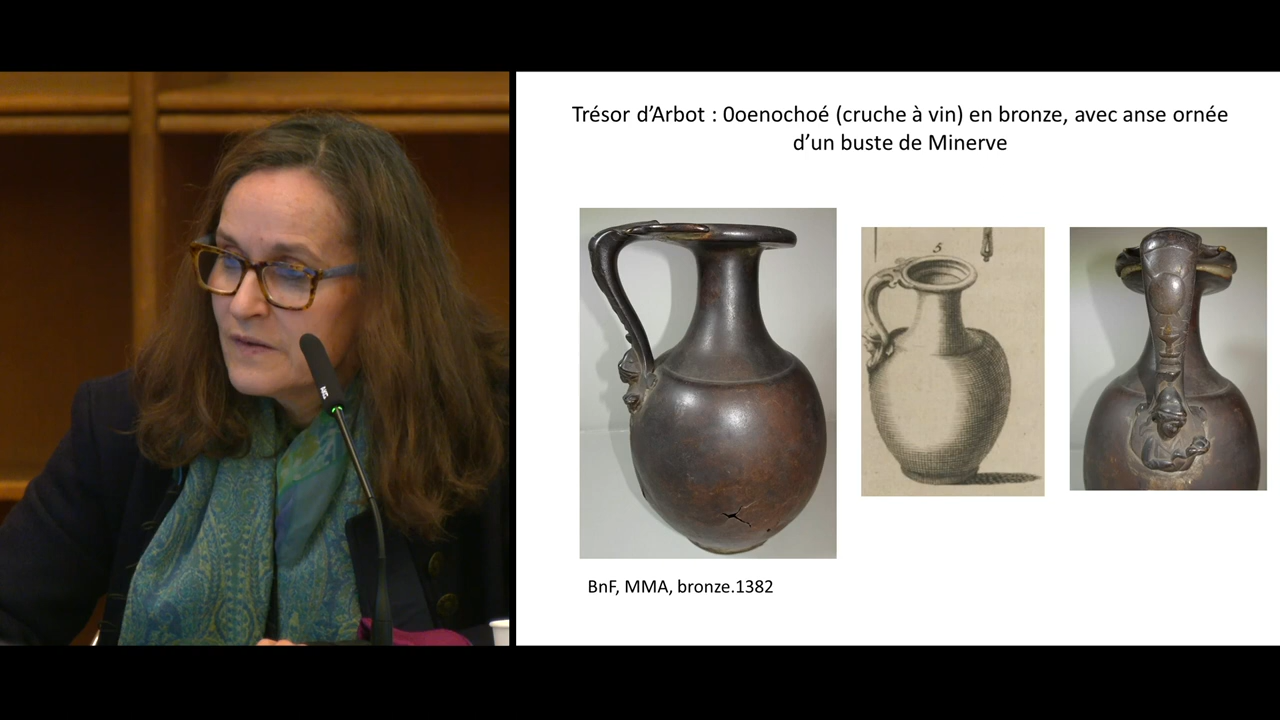 Trésor d’Arbot : 0oenochoé (cruche à vin) en bronze, avec anse ornée
d’un buste de Minerve
5
BnF, MMA, bronze.1382